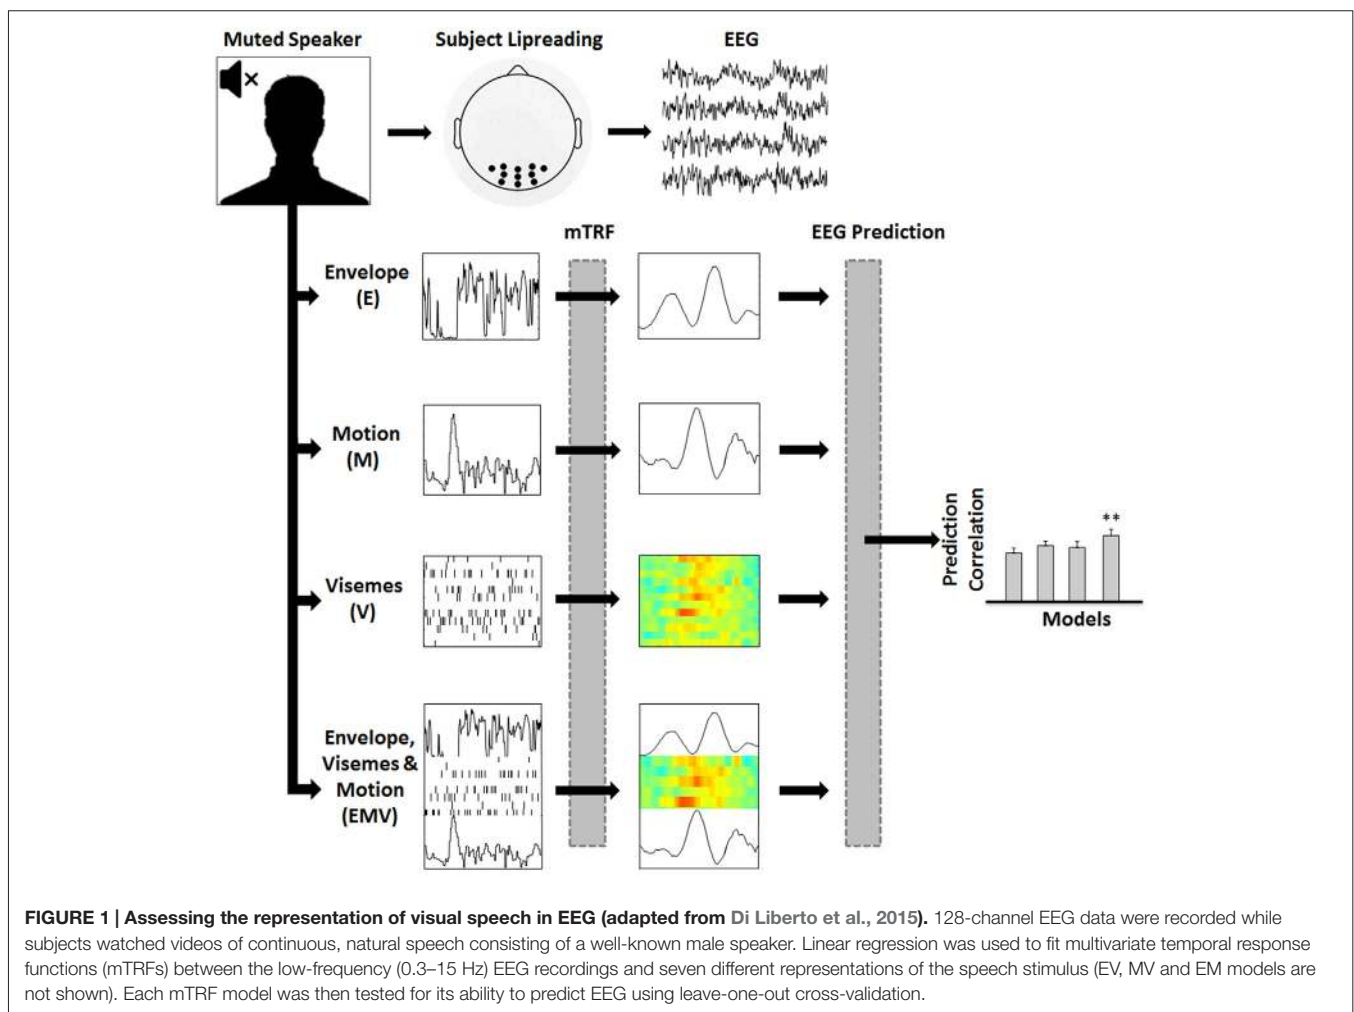 Muted Speaker
Subject Lipreading
EEG
mTRF
EEG Prediction
Envelope
(E)
Motion
(M)
Visemes
(V)
Envelope,
Visemes &
Motion
(EMV)
Prediction
Correlation
**
Models
FIGURE 1 | Assessing the representation of visual speech in EEG (adapted from Di Liberto et al., 2015). 128-channel EEG data were recorded while
subjects watched videos of continuous, natural speech consisting of a well-known male speaker. Linear regression was used to fit multivariate temporal response
functions (mTRFs) between the low-frequency (0.3–15 Hz) EEG recordings and seven different representations of the speech stimulus (EV, MV and EM models are
not shown). Each mTRF model was then tested for its ability to predict EEG using leave-one-out cross-validation.